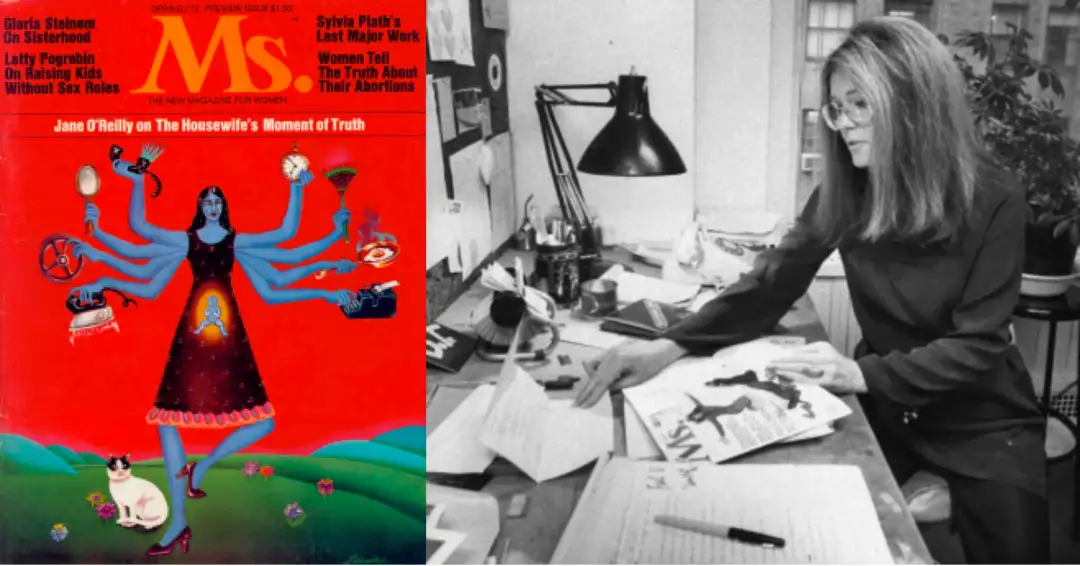 SPRING/72 PREVIEW ISSUE $1.50
Gloria Steinem
On Sisterhood
Letty Pogrebin
On Raising Kids
Without Sex Roles
Ms.
THE NEW MAGAZINE FOR WOMEN
Sylvia Plath's
Last Major Work
Women Tell
The Truth About
Their Abortions
Jane O'Reilly on The Housewife's Moment of Truth
Ms